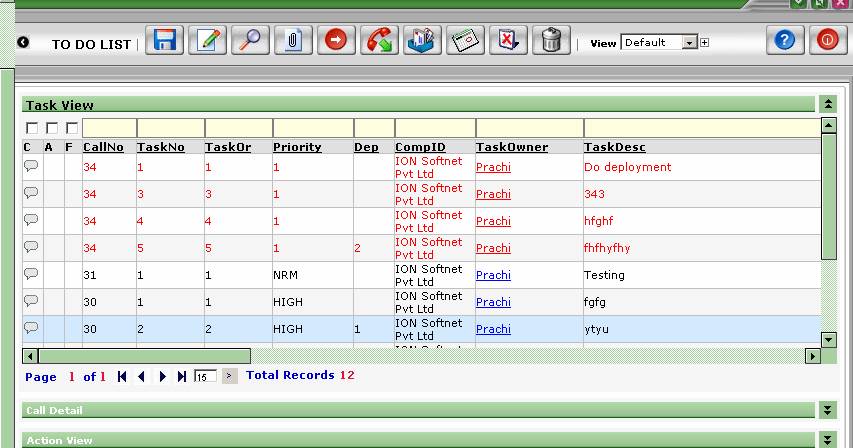 TO DO LIST View Default
Task View
C A F CallNo TaskNo TaskOr Priority Dep CompID TaskOwner TaskDesc
34 1 1 1 ION Softnet Pvt Ltd Prachi Do deployment
34 3 3 1 ION Softnet Pvt Ltd Prachi 343
34 4 4 1 ION Softnet Pvt Ltd Prachi hfghf
34 5 5 1 2 ION Softnet Pvt Ltd Prachi fhfhyfhy
31 1 1 NRM ION Softnet Pvt Ltd Prachi Testing
30 1 1 HIGH ION Softnet Pvt Ltd Prachi fgfg
30 2 2 HIGH 1 ION Softnet Pvt Ltd Prachi ytyu
Page 1 of 1 15 > Total Records 12
Call Detail
Action View